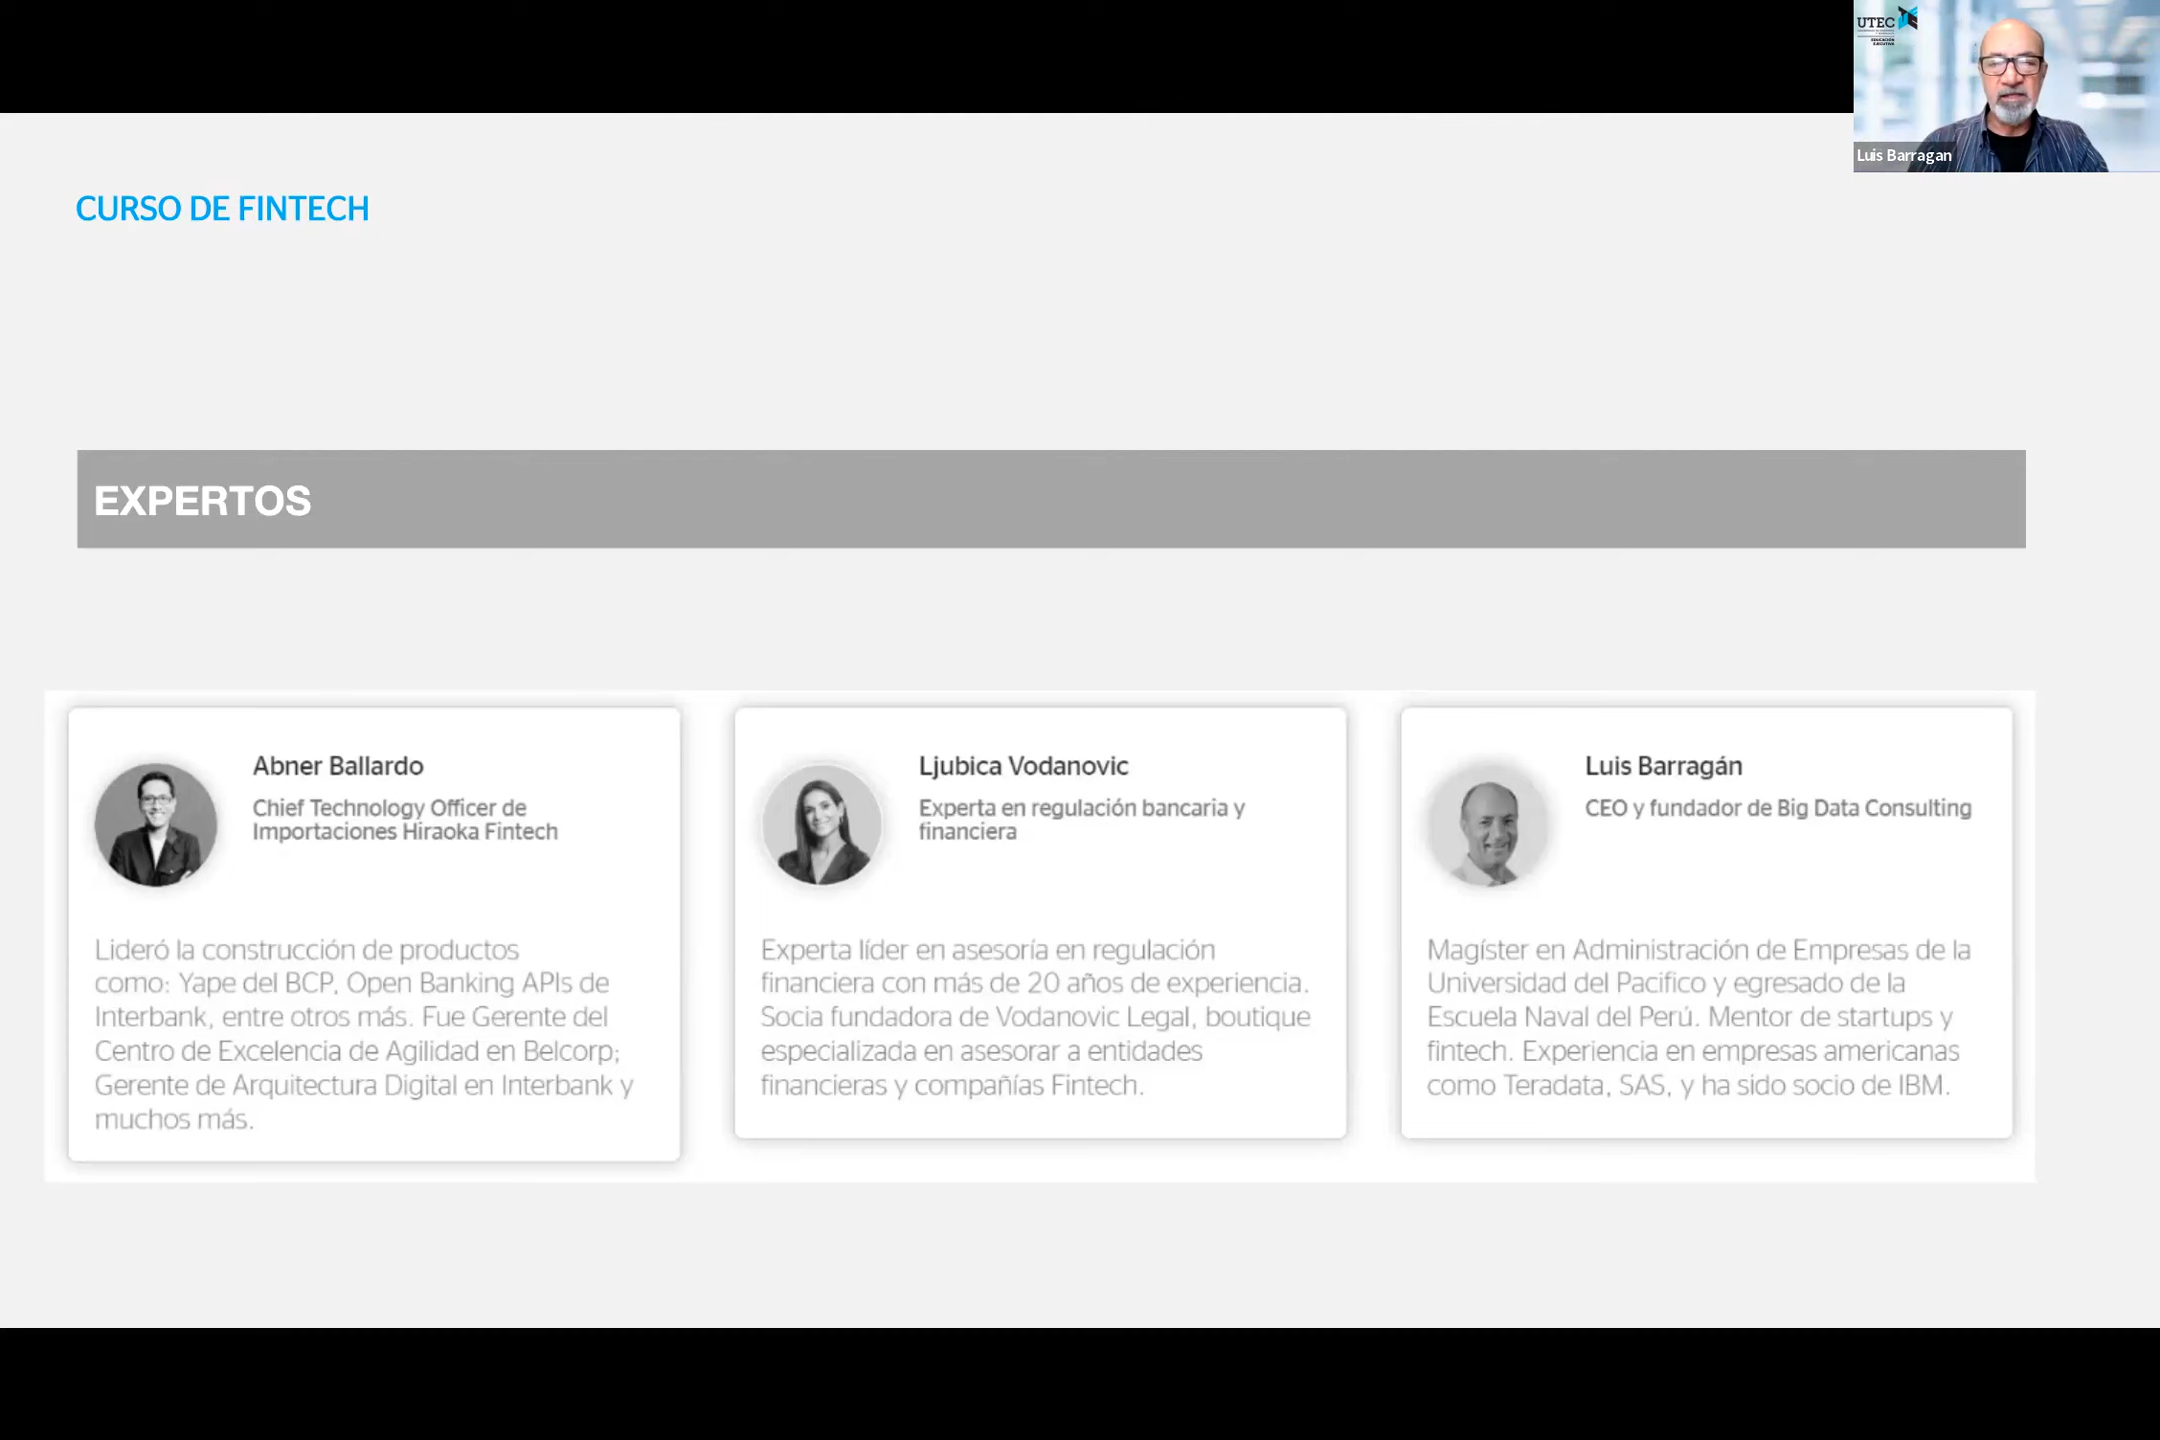 UTEC
EDUCACIÓN
EJECUTIVA
Luis Barragan
CURSO DE FINTECH
EXPERTOS
Abner Ballardo
Chief Technology Officer de
Importaciones Hiraoka Fintech
Lideró la construcción de productos
como: Yape del BCP, Open Banking APIs de
Interbank, entre otros más. Fue Gerente del
Centro de Excelencia de Agilidad en Belcorp;
Gerente de Arquitectura Digital en Interbank y
muchos más.
Ljubica Vodanovic
Experta en regulación bancaria y
financiera
Experta líder en asesoría en regulación
financiera con más de 20 años de experiencia.
Socia fundadora de Vodanovic Legal, boutique
especializada en asesorar a entidades
financieras y compañías Fintech.
Luis Barragán
CEO y fundador de Big Data Consulting
Magíster en Administración de Empresas de la
Universidad del Pacifico y egresado de la
Escuela Naval del Perú. Mentor de startups y
fintech. Experiencia en empresas americanas
como Teradata, SAS, y ha sido socio de IBM.